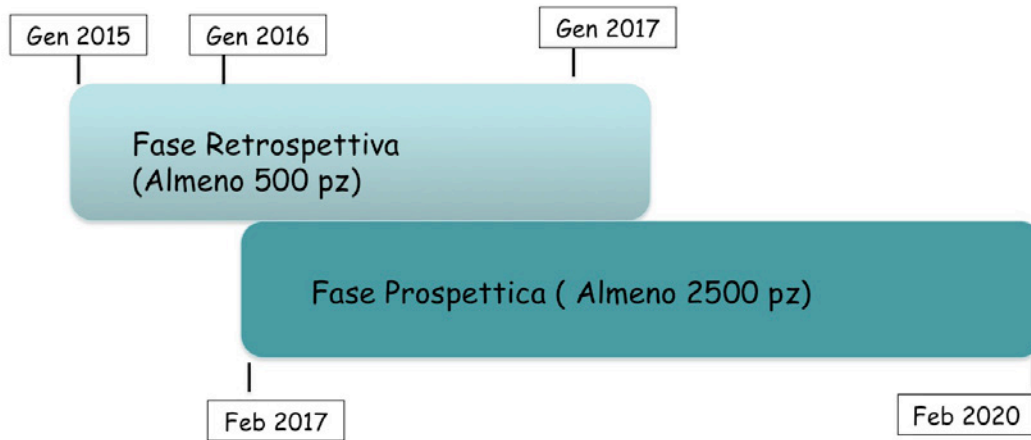 Gen 2015
Gen 2016
Gen 2017
Fase Retrospettiva
(Almeno 500 pz)
Fase Prospettica ( Almeno 2500 pz)
Feb 2017
Feb 2020